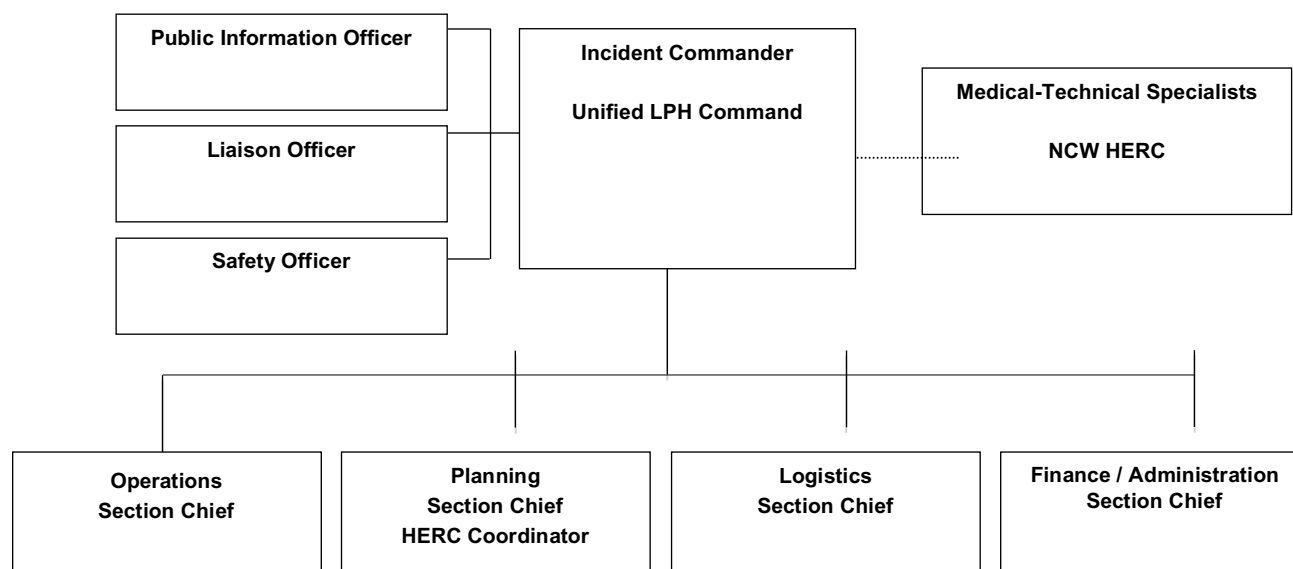 Public Information Officer
Liaison Officer
Safety Officer
Incident Commander
Unified LPH Command
Medical-Technical Specialists
NCW HERC
Operations
Section Chief
Planning
Section Chief
HERC Coordinator
Logistics
Section Chief
Finance / Administration
Section Chief